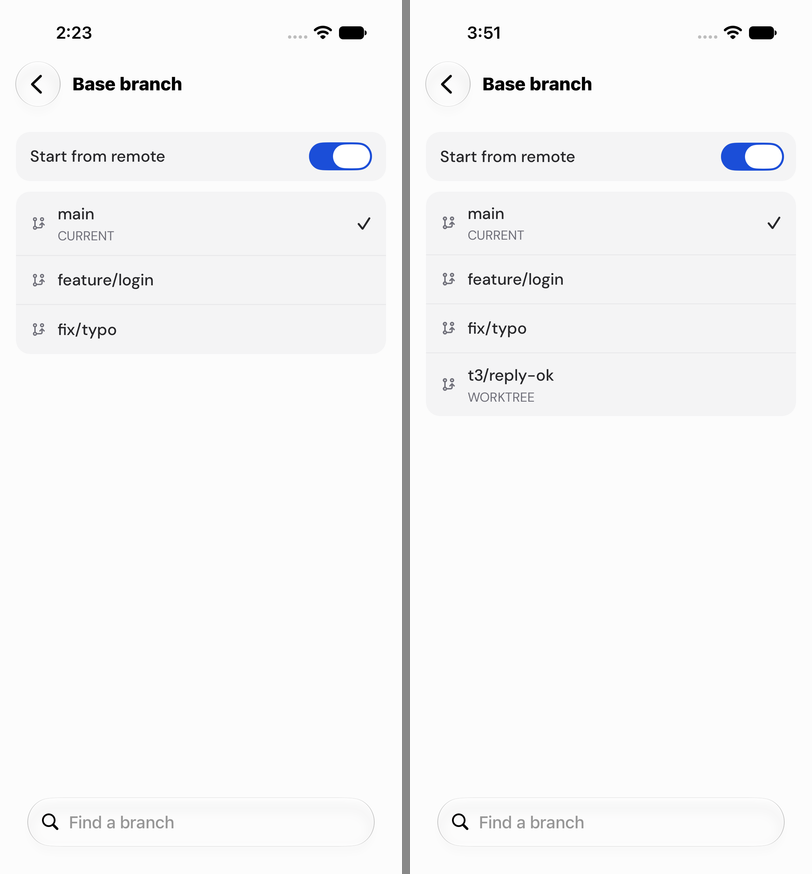 2:23
Base branch
Start from remote
main
CURRENT
feature/login
fix/typo
Find a branch
3:51
Base branch
Start from remote
main
CURRENT
feature/login
fix/typo
t3/reply-ok
WORKTREE
Find a branch